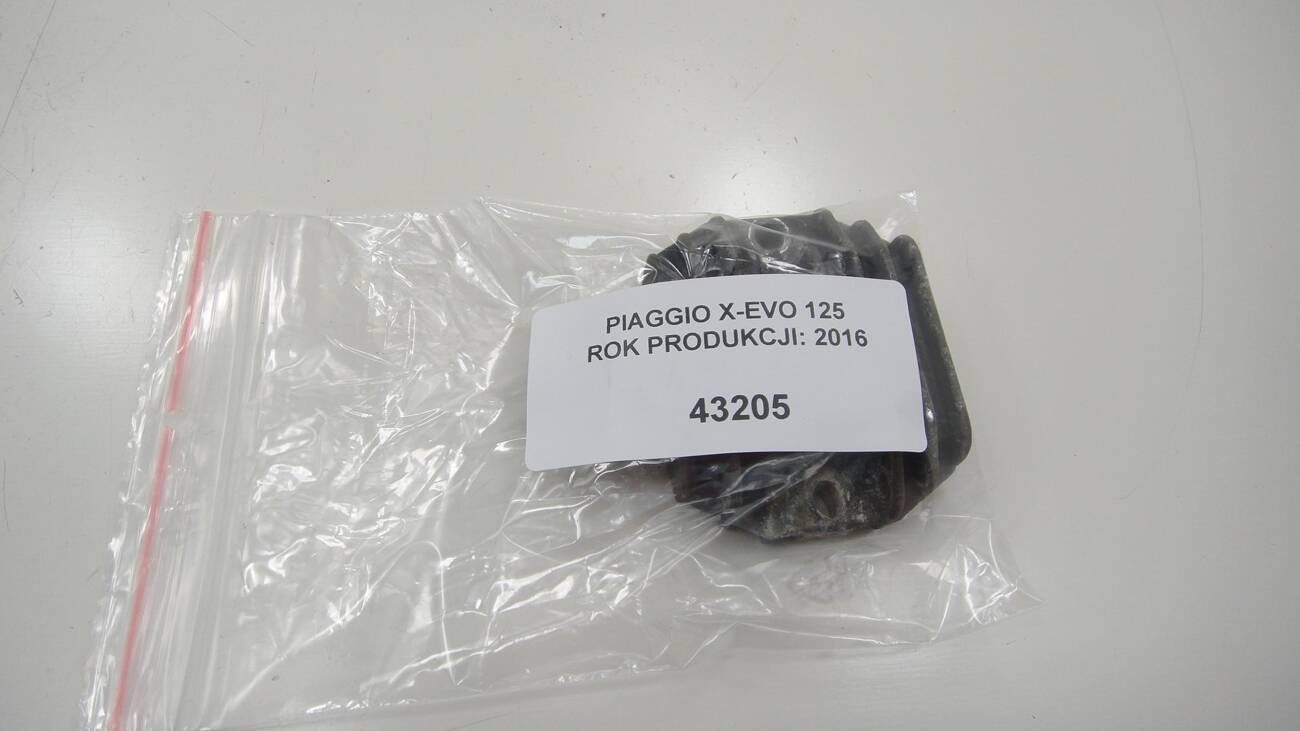 PIAGGIO X-EVO 125
ROK PRODUKCJI: 2016
43205